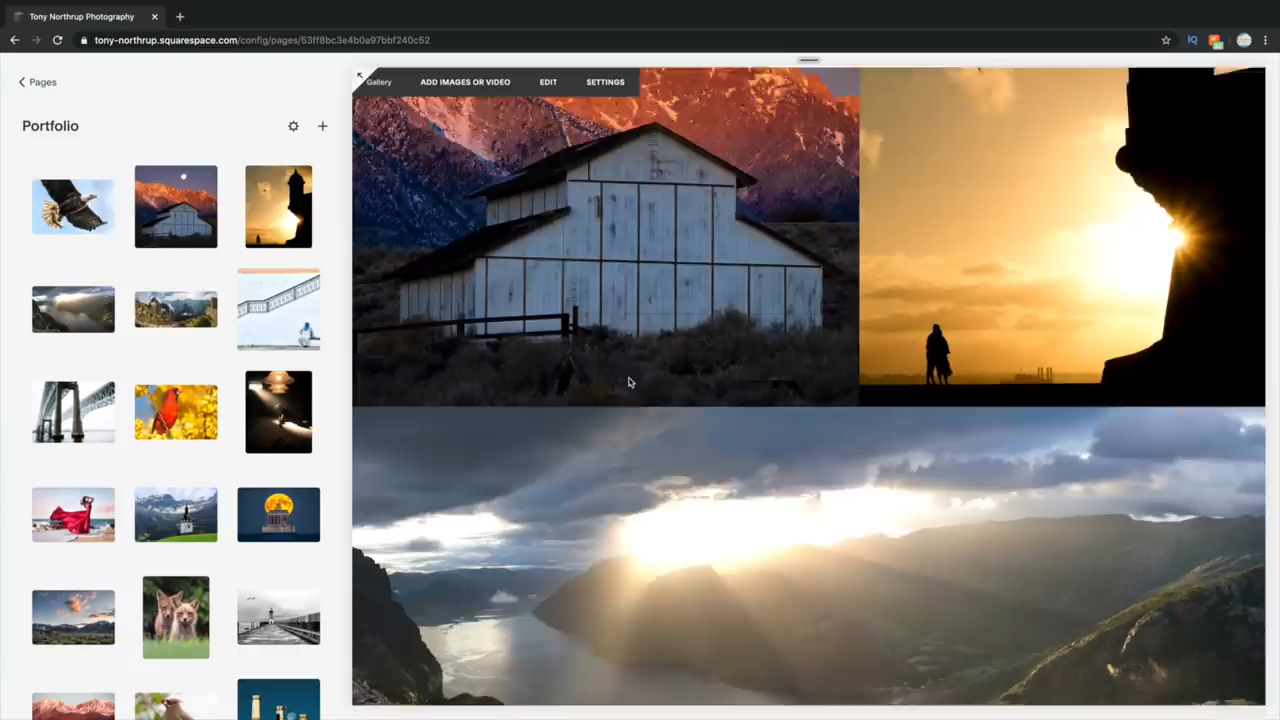 Tony Northrup Photography
tony-northrup.squarespace.com/config/pages/53ff8bc3e4b0a97bbf240c52
IQ
Pages
Gallery
ADD IMAGES OR VIDEO
EDIT
SETTINGS
Portfolio